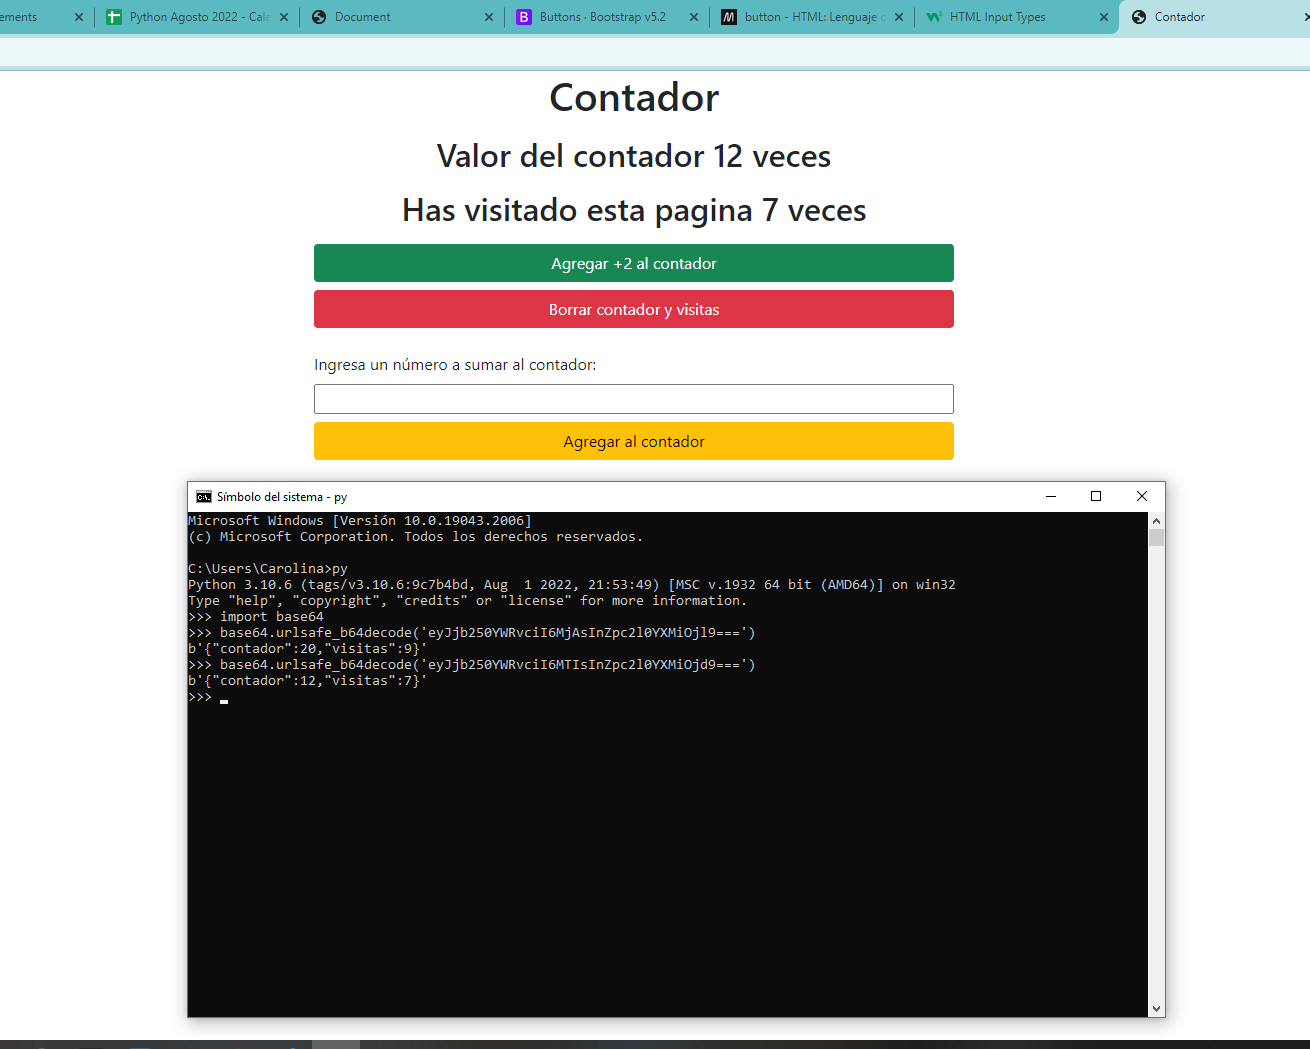 ements
Python Agosto 2022 - Cale
Document
Buttons · Bootstrap v5.2
button - HTML: Lenguaje
HTML Input Types
Contador
Contador
Valor del contador 12 veces
Has visitado esta pagina 7 veces
Agregar +2 al contador
Borrar contador y visitas
Ingresa un número a sumar al contador:
Agregar al contador
Símbolo del sistema - py
Microsoft Windows [Versión 10.0.19043.2006]
(c) Microsoft Corporation. Todos los derechos reservados.
C:\Users\Carolina>py
Python 3.10.6 (tags/v3.10.6:9c7b4bd, Aug  1 2022, 21:53:49) [MSC v.1932 64 bit (AMD64)] on win32
Type "help", "copyright", "credits" or "license" for more information.
>>> import base64
>>> base64.urlsafe_b64decode('eyJjb250YWRvciI6MjAsInZpc2l0YXMiOjl9===')
b'{"contador":20,"visitas":9}'
>>> base64.urlsafe_b64decode('eyJjb250YWRvciI6MTIsInZpc2l0YXMiOjd9===')
b'{"contador":12,"visitas":7}'
>>>